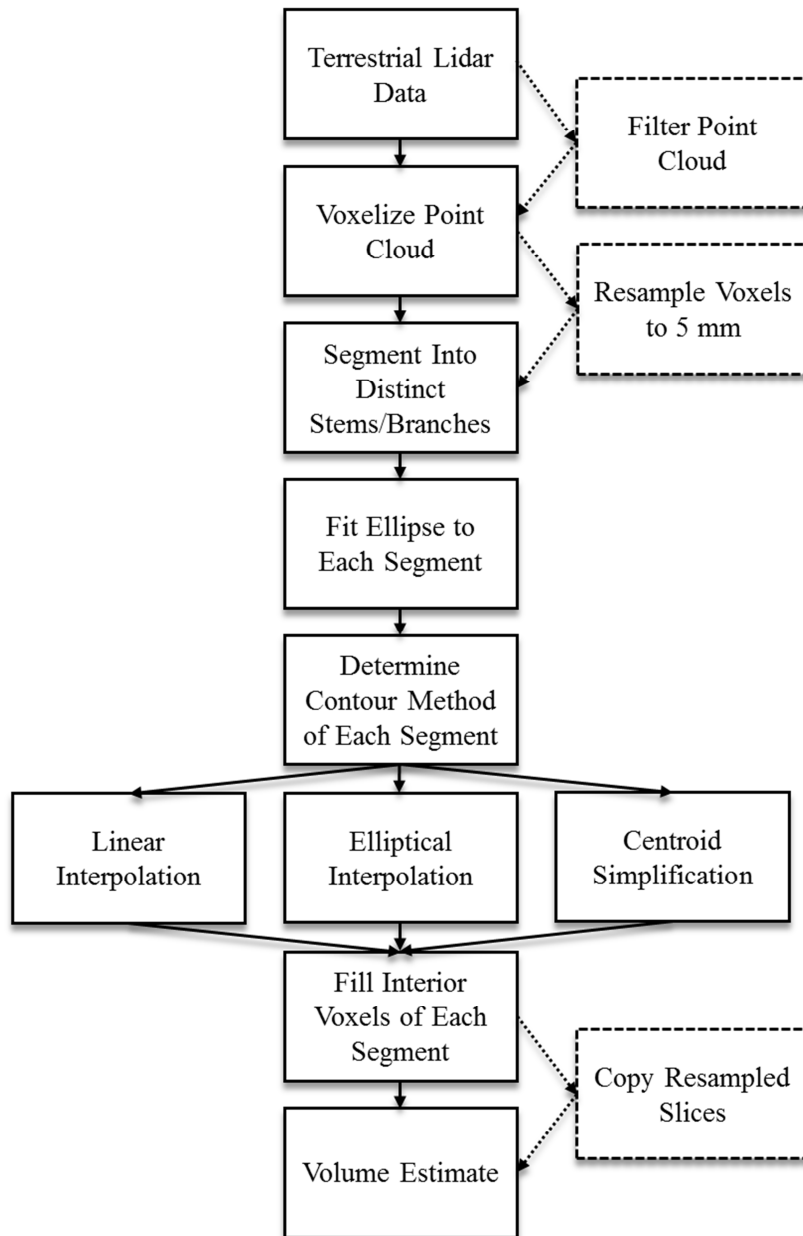 Terrestrial Lidar
Data
Filter Point
Cloud
Voxelize Point
Cloud
Resample Voxels
to 5 mm
Segment Into
Distinct
Stems/Branches
Fit Ellipse to
Each Segment
Determine
Contour Method
of Each Segment
Linear
Interpolation
Elliptical
Interpolation
Centroid
Simplification
Fill Interior
Voxels of Each
Segment
Copy Resampled
Slices
Volume Estimate